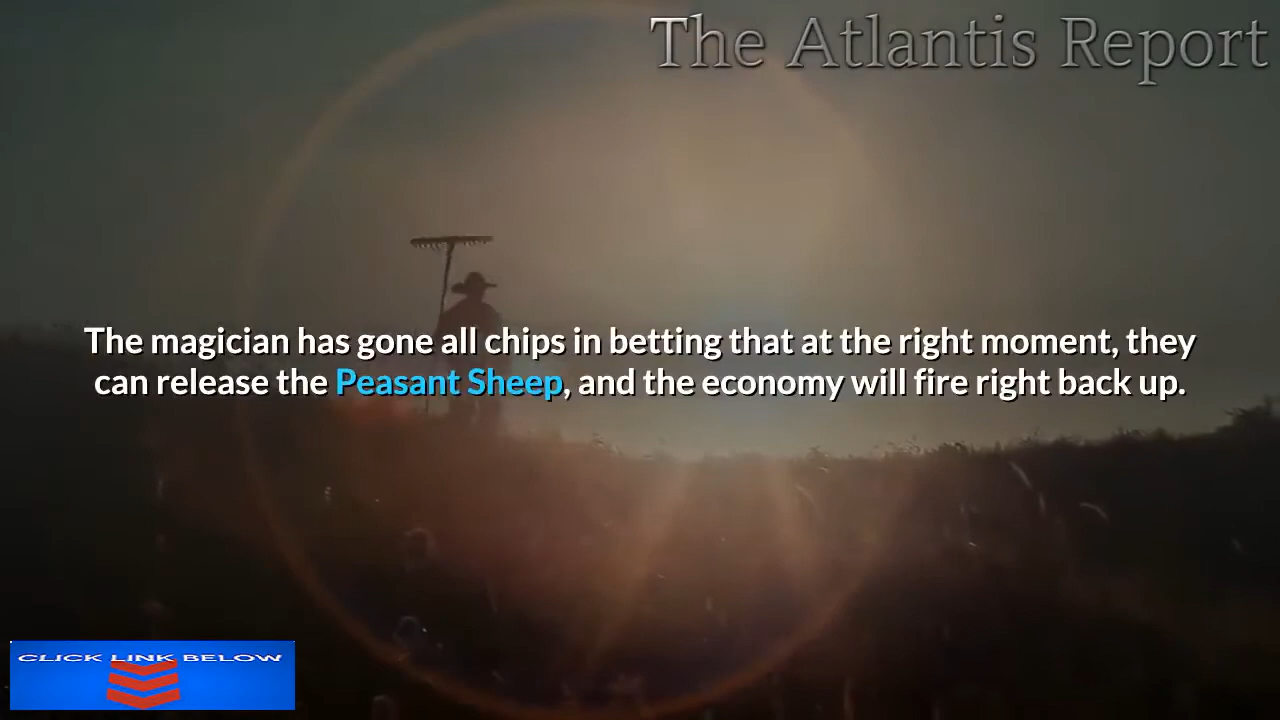 The Atlantis Report
The magician has gone all chips in betting that at the right moment, they
can release the Peasant Sheep, and the economy will fire right back up.
CLICK LINK BELOW